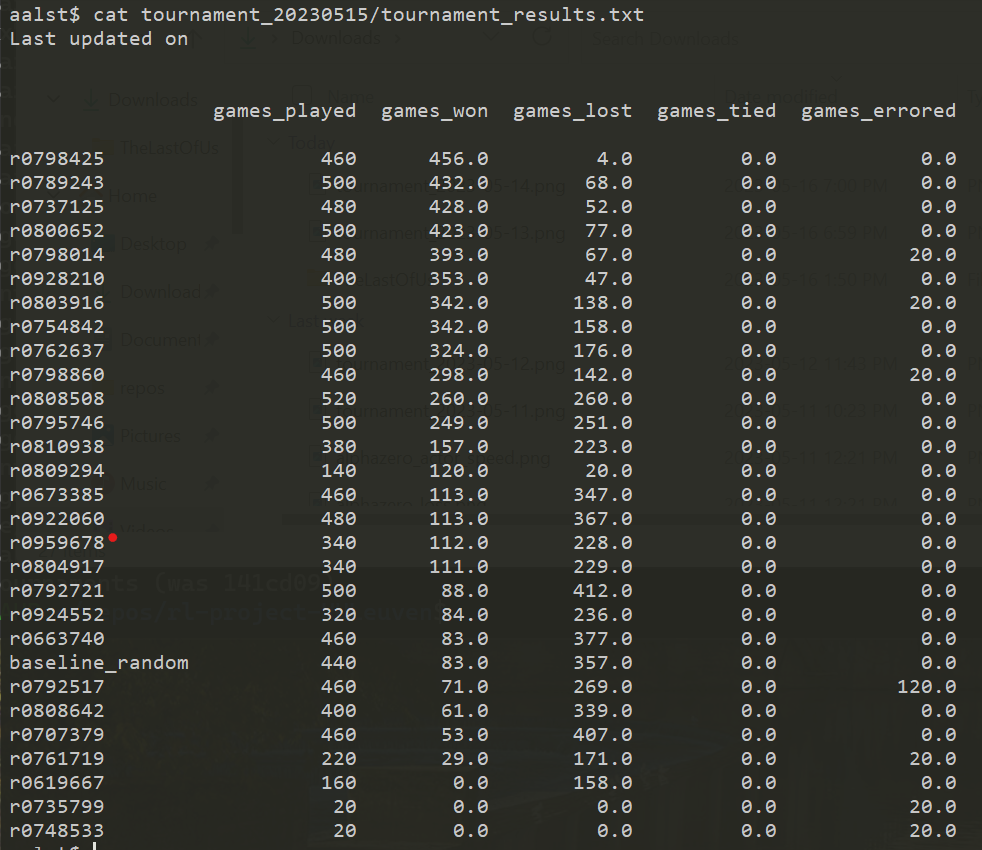 aalst$ cat tournament_20230515/tournament_results.txt
Last updated on
games_played games_won games_lost games_tied games_errored
r0798425 460 456.0 4.0 0.0 0.0
r0789243 500 432.0 68.0 0.0 0.0
r0737125 480 428.0 52.0 0.0 0.0
r0800652 500 423.0 77.0 0.0 0.0
r0798014 480 393.0 67.0 0.0 20.0
r0928210 400 353.0 47.0 0.0 0.0
r0803916 500 342.0 138.0 0.0 20.0
r0754842 500 342.0 158.0 0.0 0.0
r0762637 500 324.0 176.0 0.0 0.0
r0798860 460 298.0 142.0 0.0 20.0
r0808508 520 260.0 260.0 0.0 0.0
r0795746 500 249.0 251.0 0.0 0.0
r0810938 380 157.0 223.0 0.0 0.0
r0809294 140 120.0 20.0 0.0 0.0
r0673385 460 113.0 347.0 0.0 0.0
r0922060 480 113.0 367.0 0.0 0.0
r0959678 340 112.0 228.0 0.0 0.0
r0804917 340 111.0 229.0 0.0 0.0
r0792721 500 88.0 412.0 0.0 0.0
r0924552 320 84.0 236.0 0.0 0.0
r0663740 460 83.0 377.0 0.0 0.0
baseline_random 440 83.0 357.0 0.0 0.0
r0792517 460 71.0 269.0 0.0 120.0
r0808642 400 61.0 339.0 0.0 0.0
r0707379 460 53.0 407.0 0.0 0.0
r0761719 220 29.0 171.0 0.0 20.0
r0619667 160 0.0 158.0 0.0 0.0
r0735799 20 0.0 0.0 0.0 20.0
r0748533 20 0.0 0.0 0.0 20.0